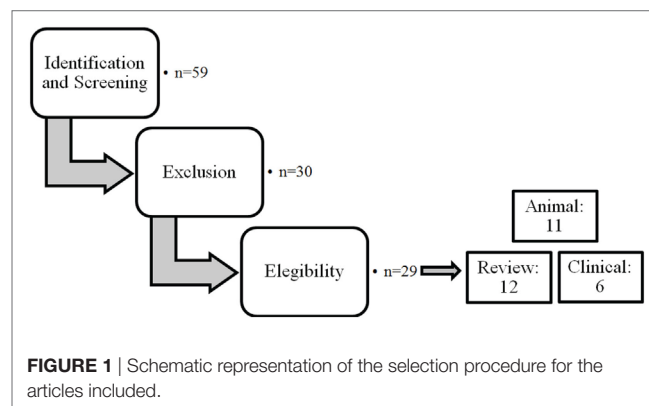 Identification
and Screening
• n=59
Exclusion
• n=30
Elegibility
• n=29
Animal:
11
Review:
12
Clinical:
6
FIGURE 1 | Schematic representation of the selection procedure for the
articles included.